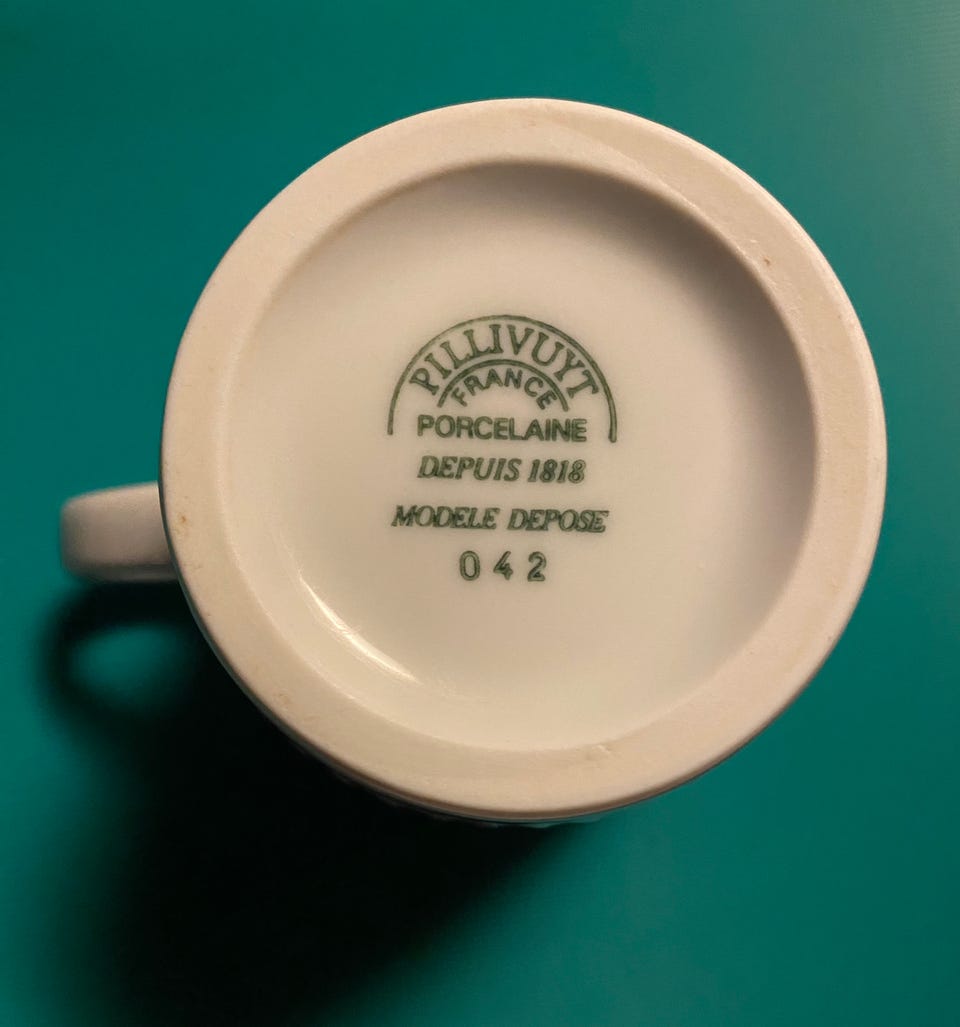 PILLIVUYT
FRANCE
PORCELAINE
DEPUIS 1818
MODELE DEPOSE
042